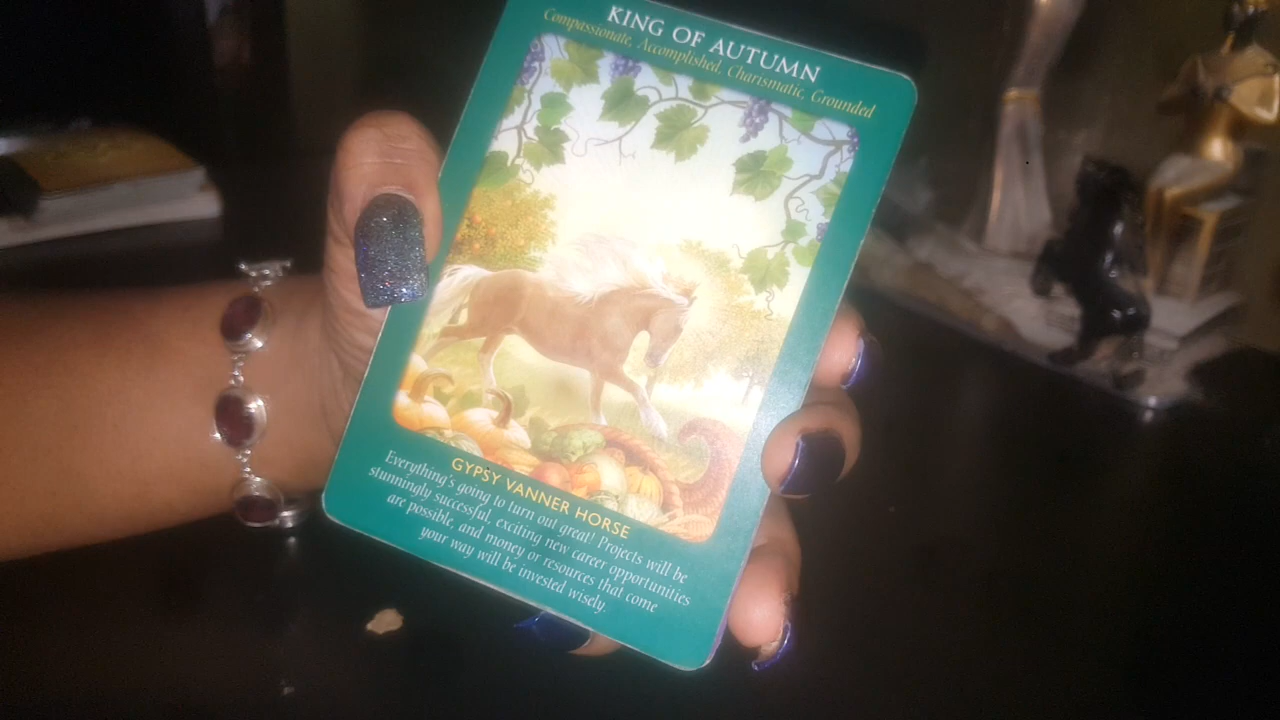 KING OF AUTUMN
Compassionate, Accomplished, Charismatic, Grounded
GYPSY VANNER HORSE
Everything's going to turn out great! Projects will be
stunningly successful, exciting new career opportunities
are possible, and money or resources that come
your way will be invested wisely.